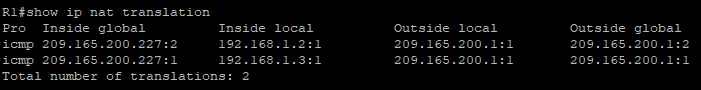 R1#show ip nat translation
Pro  Inside global         Inside local          Outside local         Outside global
icmp 209.165.200.227:2     192.168.1.2:1         209.165.200.1:1       209.165.200.1:2
icmp 209.165.200.227:1     192.168.1.3:1         209.165.200.1:1       209.165.200.1:1
Total number of translations: 2